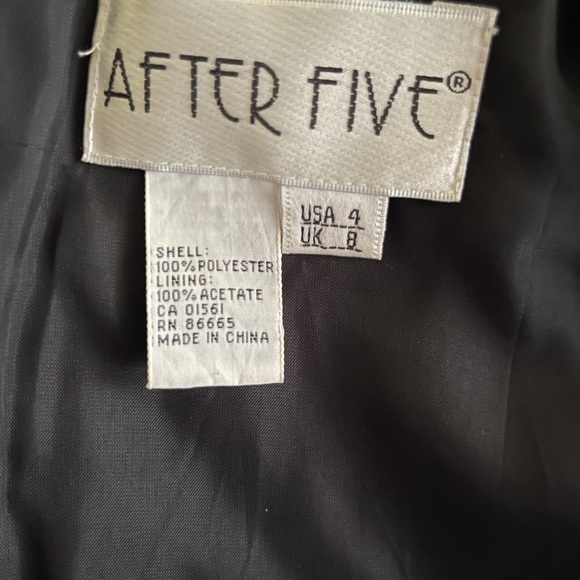 AFTER FIVE®
USA 4
UK 8
SHELL:
100% POLYESTER
LINING:
100% ACETATE
CA 01561
RN 86665
MADE IN CHINA